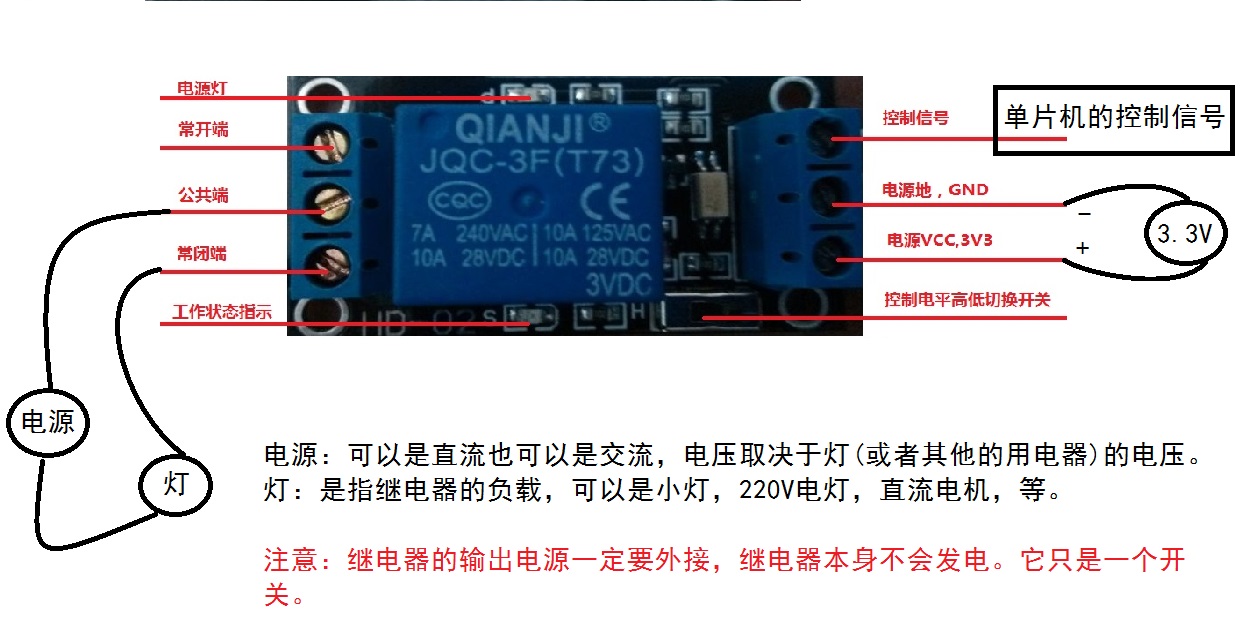 电源灯
常开端
公共端
常闭端
工作状态指示
QIANJI®
JQC-3F(T73)
CQC
CE
7A 240VAC 10A 125VAC
10A 28VDC 10A 28VDC
3VDC
S
H
控制信号
单片机的控制信号
电源地，GND
电源VCC,3V3
控制电平高低切换开关
−
+
3.3V
电源
灯
电源：可以是直流也可以是交流，电压取决于灯(或者其他的用电器)的电压。
灯：是指继电器的负载，可以是小灯，220V电灯，直流电机，等。
注意：继电器的输出电源一定要外接，继电器本身不会发电。它只是一个开
关。